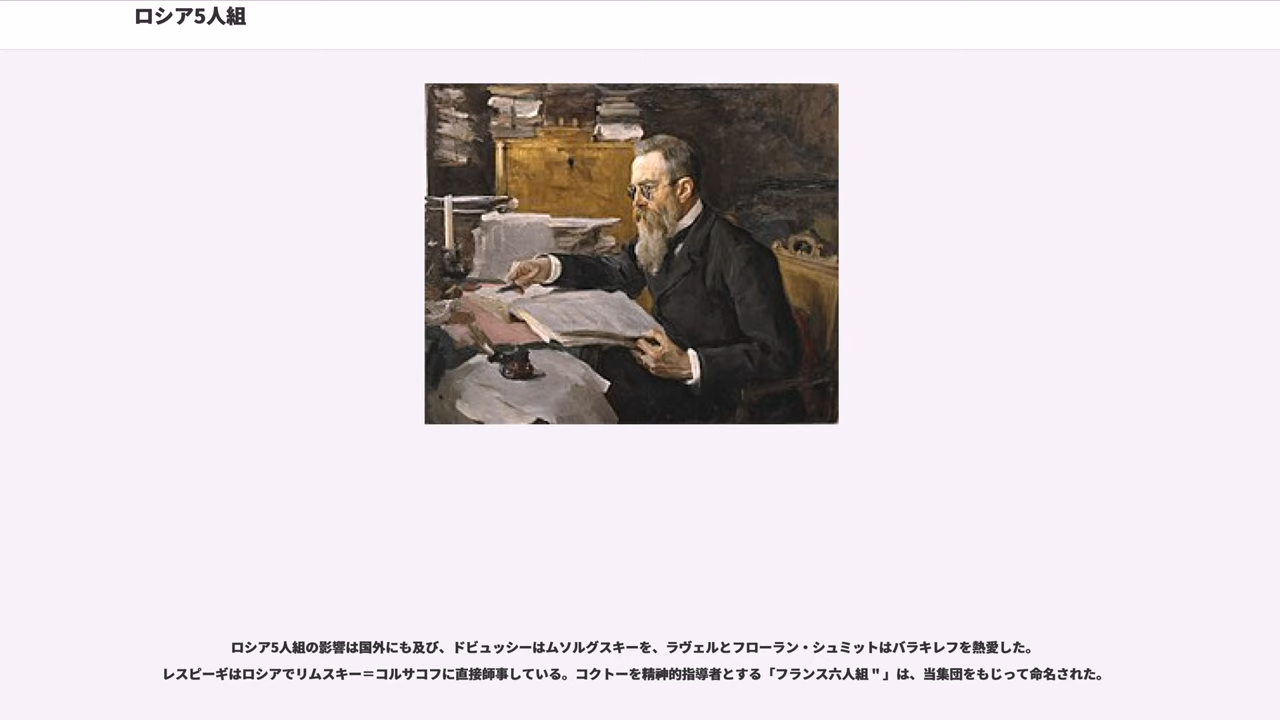 ロシア5人組
ロシア5人組の影響は国外にも及び、ドビュッシーはムソルグスキーを、ラヴェルとフローラン・シュミットはバラキレフを熱愛した。
レスピーギはロシアでリムスキー＝コルサコフに直接師事している。コクトーを精神的指導者とする「フランス六人組＂」は、当集団をもじって命名された。